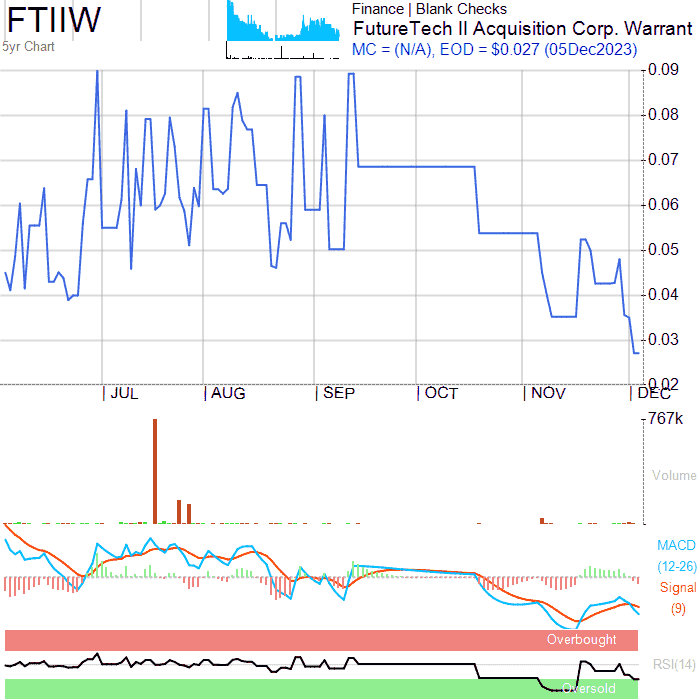 FTIIW
5yr Chart
Finance | Blank Checks
FutureTech II Acquisition Corp. Warrant
MC = (N/A), EOD = $0.027 (05Dec2023)
0.09
0.08
0.07
0.06
0.05
0.04
0.03
0.02
JUL AUG SEP OCT NOV DEC
767k
Volume
MACD
(12-26)
Signal
(9)
Overbought
RSI(14)
Oversold